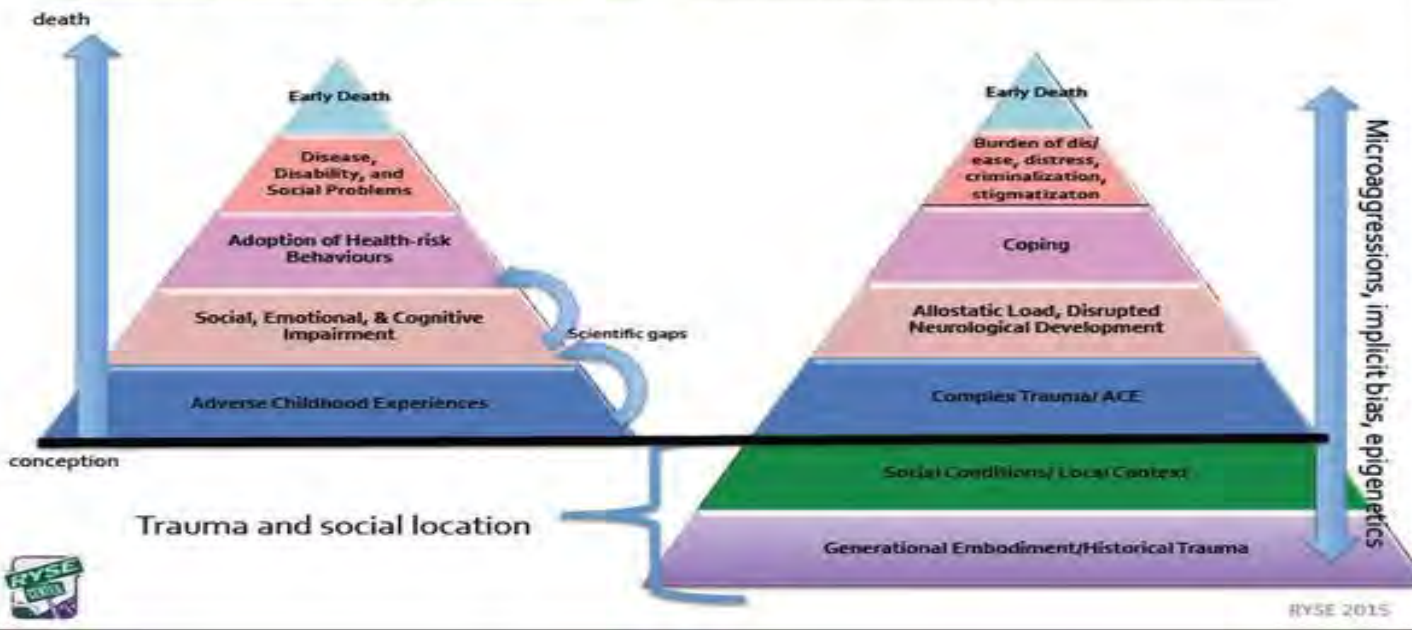 death
Early Death
Disease,
Disability, and
Social Problems
Adoption of Health-risk
Behaviours
Social, Emotional, & Cognitive
Impairment
Scientific gaps
Adverse Childhood Experiences
conception
Trauma and social location
Early Death
Burden of dis/
ease, distress,
criminalization,
stigmatizaton
Coping
Allostatic Load, Disrupted
Neurological Development
Complex Trauma/ ACE
Social Conditions/ Local Context
Generational Embodiment/Historical Trauma
Microaggressions, implicit bias, epigenetics
RYSE
CENTER
RYSE 2015